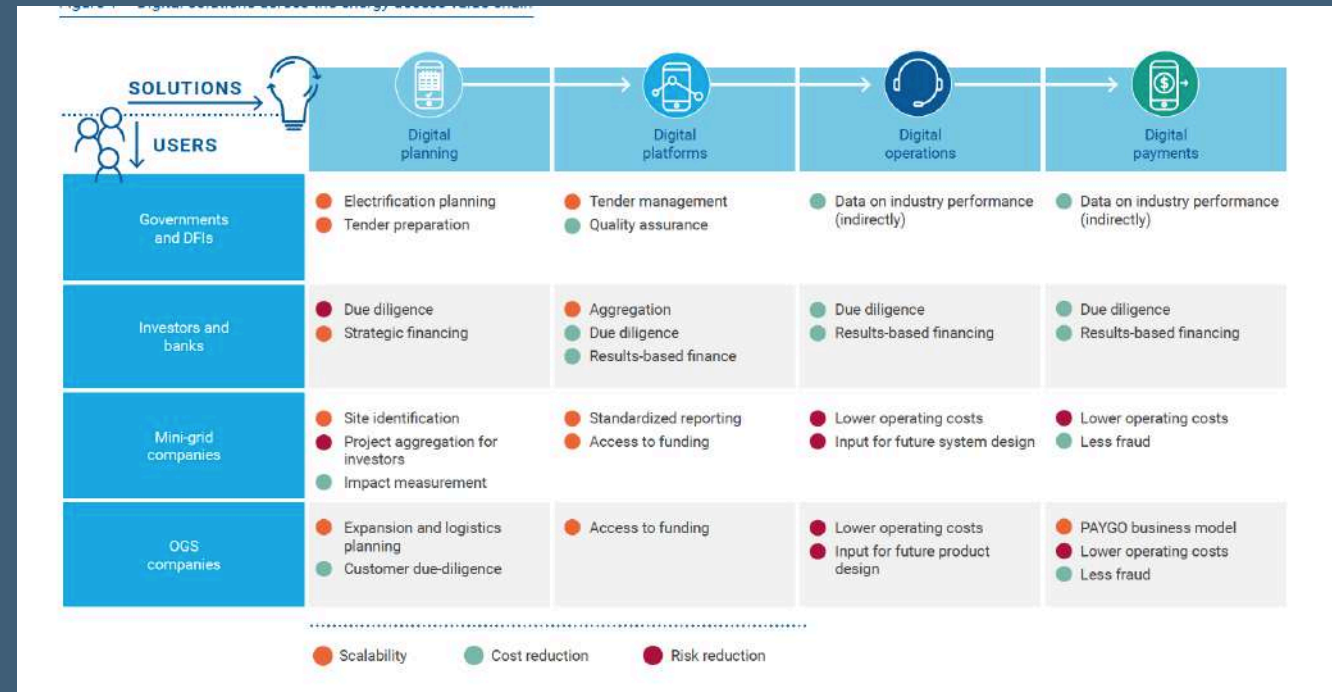 SOLUTIONS
USERS
Digital
planning
Digital
platforms
Digital
operations
Digital
payments
Governments
and DFIs
Electrification planning
Tender preparation
Tender management
Quality assurance
Data on industry performance
(indirectly)
Data on industry performance
(indirectly)
Investors and
banks
Due diligence
Strategic financing
Aggregation
Due diligence
Results-based finance
Due diligence
Results-based financing
Due diligence
Results-based financing
Mini-grid
companies
Site identification
Project aggregation for
investors
Impact measurement
Standardized reporting
Access to funding
Lower operating costs
Input for future system design
Lower operating costs
Less fraud
OGS
companies
Expansion and logistics
planning
Customer due-diligence
Access to funding
Lower operating costs
Input for future product
design
PAYGO business model
Lower operating costs
Less fraud
Scalability
Cost reduction
Risk reduction